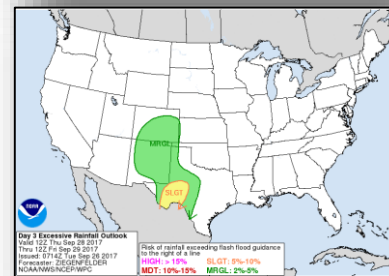 MRGL
SLGT
Day 3 Excessive Rainfall Outlook
Valid 12Z Thu Sep 28 2017
Thru 12Z Fri Sep 29 2017
Issued: 0714Z Tue Sep 26 2017
Forecaster: ZIEGENFELDER
NOAA/NWS/NCEP/WPC
Risk of rainfall exceeding flash flood guidance
to the right of a line
HIGH: > 15% SLGT: 5%-10%
MDT: 10%-15% MRGL: 2%-5%